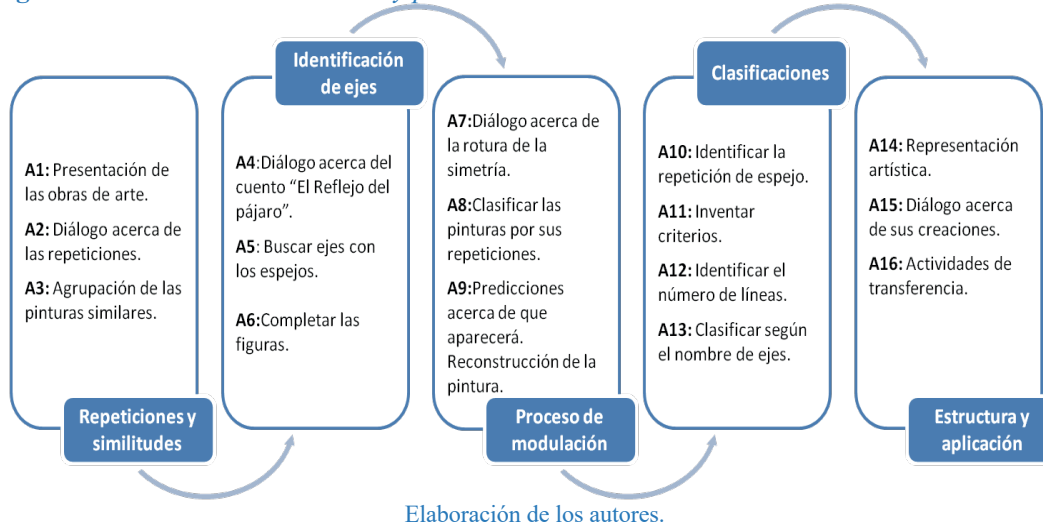 Repeticiones y
similitudes
A1: Presentación de
las obras de arte.
A2: Diálogo acerca de
las repeticiones.
A3: Agrupación de las
pinturas similares.
Identificación
de ejes
A4:Diálogo acerca del
cuento “El Reflejo del
pájaro”.
A5: Buscar ejes con
los espejos.
A6:Completar las
figuras.
Proceso de
modulación
A7:Diálogo acerca de
la rotura de la
simetría.
A8:Clasificar las
pinturas por sus
repeticiones.
A9:Predicciones
acerca de que
aparecerá.
Reconstrucción de la
pintura.
Clasificaciones
A10: Identificar la
repetición de espejo.
A11: Inventar
criterios.
A12: Identificar el
número de líneas.
A13: Clasificar según
el nombre de ejes.
Estructura y
aplicación
A14: Representación
artística.
A15: Diálogo acerca
de sus creaciones.
A16: Actividades de
transferencia.
Elaboración de los autores.